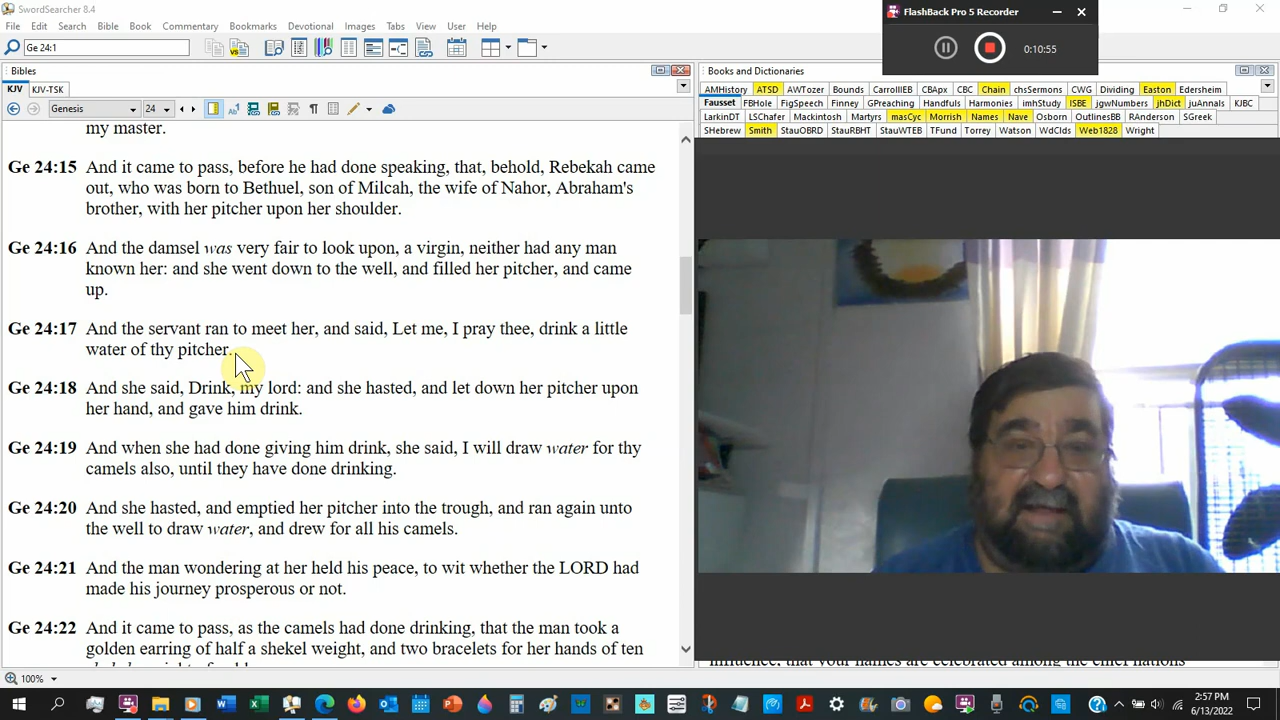 SwordSearcher 8.4
File Edit Search Bible Book Commentary Bookmarks Devotional Images Tabs View User Help
Ge 24:1
FlashBack Pro 5 Recorder
0:10:55
Bibles
KJV KJV-TSK
Genesis 24
my master.
Ge 24:15 And it came to pass, before he had done speaking, that, behold, Rebekah came
out, who was born to Bethuel, son of Milcah, the wife of Nahor, Abraham's
brother, with her pitcher upon her shoulder.
Ge 24:16 And the damsel was very fair to look upon, a virgin, neither had any man
known her: and she went down to the well, and filled her pitcher, and came
up.
Ge 24:17 And the servant ran to meet her, and said, Let me, I pray thee, drink a little
water of thy pitcher.
Ge 24:18 And she said, Drink, my lord: and she hasted, and let down her pitcher upon
her hand, and gave him drink.
Ge 24:19 And when she had done giving him drink, she said, I will draw water for thy
camels also, until they have done drinking.
Ge 24:20 And she hasted, and emptied her pitcher into the trough, and ran again unto
the well to draw water, and drew for all his camels.
Ge 24:21 And the man wondering at her held his peace, to wit whether the LORD had
made his journey prosperous or not.
Ge 24:22 And it came to pass, as the camels had done drinking, that the man took a
golden earring of half a shekel weight, and two bracelets for her hands of ten
100%
Books and Dictionaries
AMHistory ATSD AWTozer Bounds CarrollEIB CBApx CBC Chain chsSermons CWG Dividing Easton Edersheim
Fausset FBHole FigSpeech Finney GPreaching Handfuls Harmonies imhStudy ISBE jgwNumbers jhDict juAnnals KJBC
LarkinDT LSChafer Mackintosh Martyrs masCyc Morrish Names Nave Osborn OutlinesBB RAnderson SGreek
SHebrew Smith StauOBRD StauRBHT StauWTEB TFund Torrey Watson WdClds Web1828 Wright
influence, that your names are celebrated among the chief nations
2:57 PM
6/13/2022